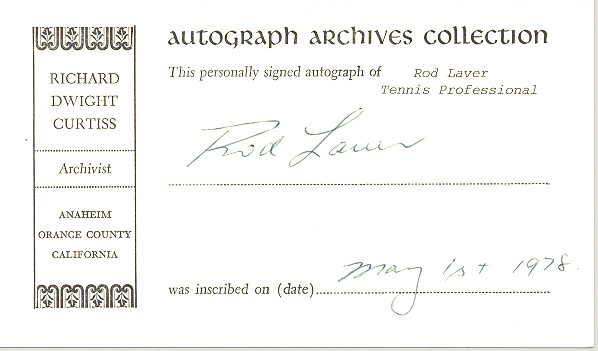 RICHARD
DWIGHT
CURTISS
Archivist
ANAHEIM
ORANGE COUNTY
CALIFORNIA
AUTOGRAPH ARCHIVES COLLECTION
This personally signed autograph of Rod Laver
Tennis Professional
Rod Laver
was inscribed on (date) May 1st 1978.